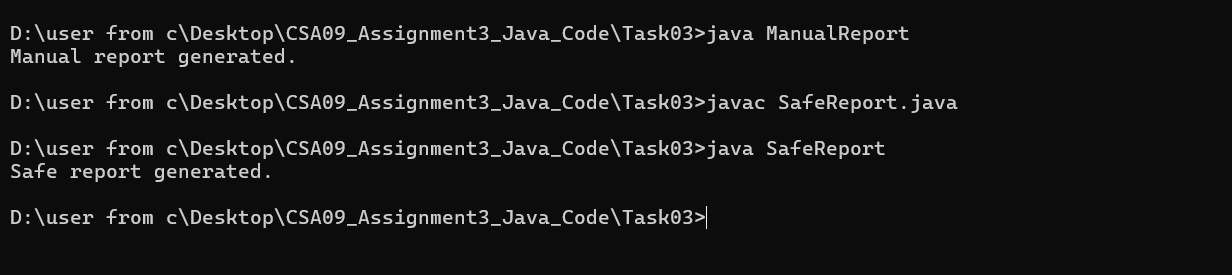 D:\user from c\Desktop\CSA09_Assignment3_Java_Code\Task03>java ManualReport
Manual report generated.
D:\user from c\Desktop\CSA09_Assignment3_Java_Code\Task03>javac SafeReport.java
D:\user from c\Desktop\CSA09_Assignment3_Java_Code\Task03>java SafeReport
Safe report generated.
D:\user from c\Desktop\CSA09_Assignment3_Java_Code\Task03>